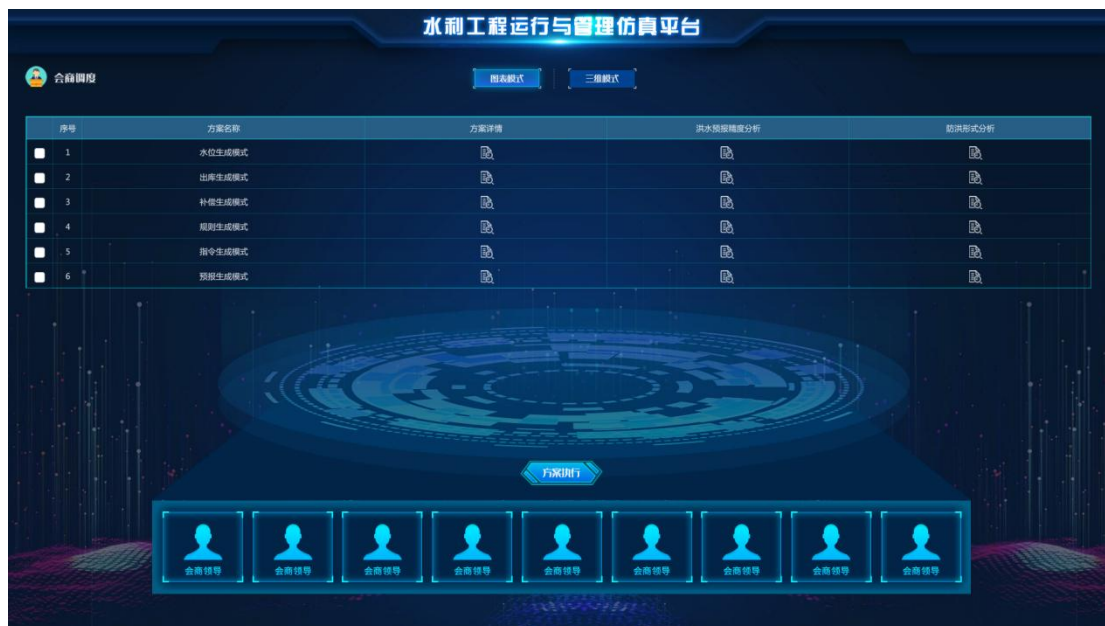 水利工程运行与管理仿真平台
会商调度
图表模式 三维模式
序号 方案名称 方案详情 洪水预报精度分析 防洪形式分析
1 水位生成模式
2 出库生成模式
3 补偿生成模式
4 规则生成模式
5 指令生成模式
6 预报生成模式
方案执行
会商领导 会商领导 会商领导 会商领导 会商领导 会商领导 会商领导 会商领导 会商领导